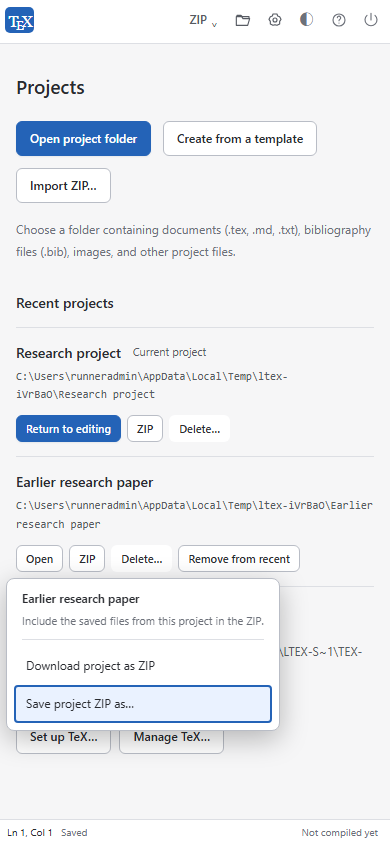 TEX
ZIP
Projects
Open project folder
Create from a template
Import ZIP...
Choose a folder containing documents (.tex, .md, .txt), bibliography
files (.bib), images, and other project files.
Recent projects
Research project Current project
C:\Users\runneradmin\AppData\Local\Temp\ltex-
iVrBaO\Research project
Return to editing ZIP Delete...
Earlier research paper
C:\Users\runneradmin\AppData\Local\Temp\ltex-iVrBaO\Earlier
research paper
Open ZIP Delete... Remove from recent
Earlier research paper
Include the saved files from this project in the ZIP.
Download project as ZIP
\LTEX-S~1\TEX-
Save project ZIP as...
Set up TeX... Manage TeX...
Ln 1, Col 1 Saved Not compiled yet